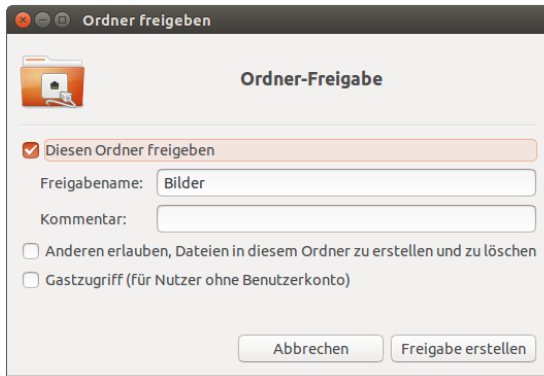 Ordner freigeben
Ordner-Freigabe
Diesen Ordner freigeben
Freigabename: Bilder
Kommentar:
Anderen erlauben, Dateien in diesem Ordner zu erstellen und zu löschen
Gastzugriff (für Nutzer ohne Benutzerkonto)
Abbrechen Freigabe erstellen